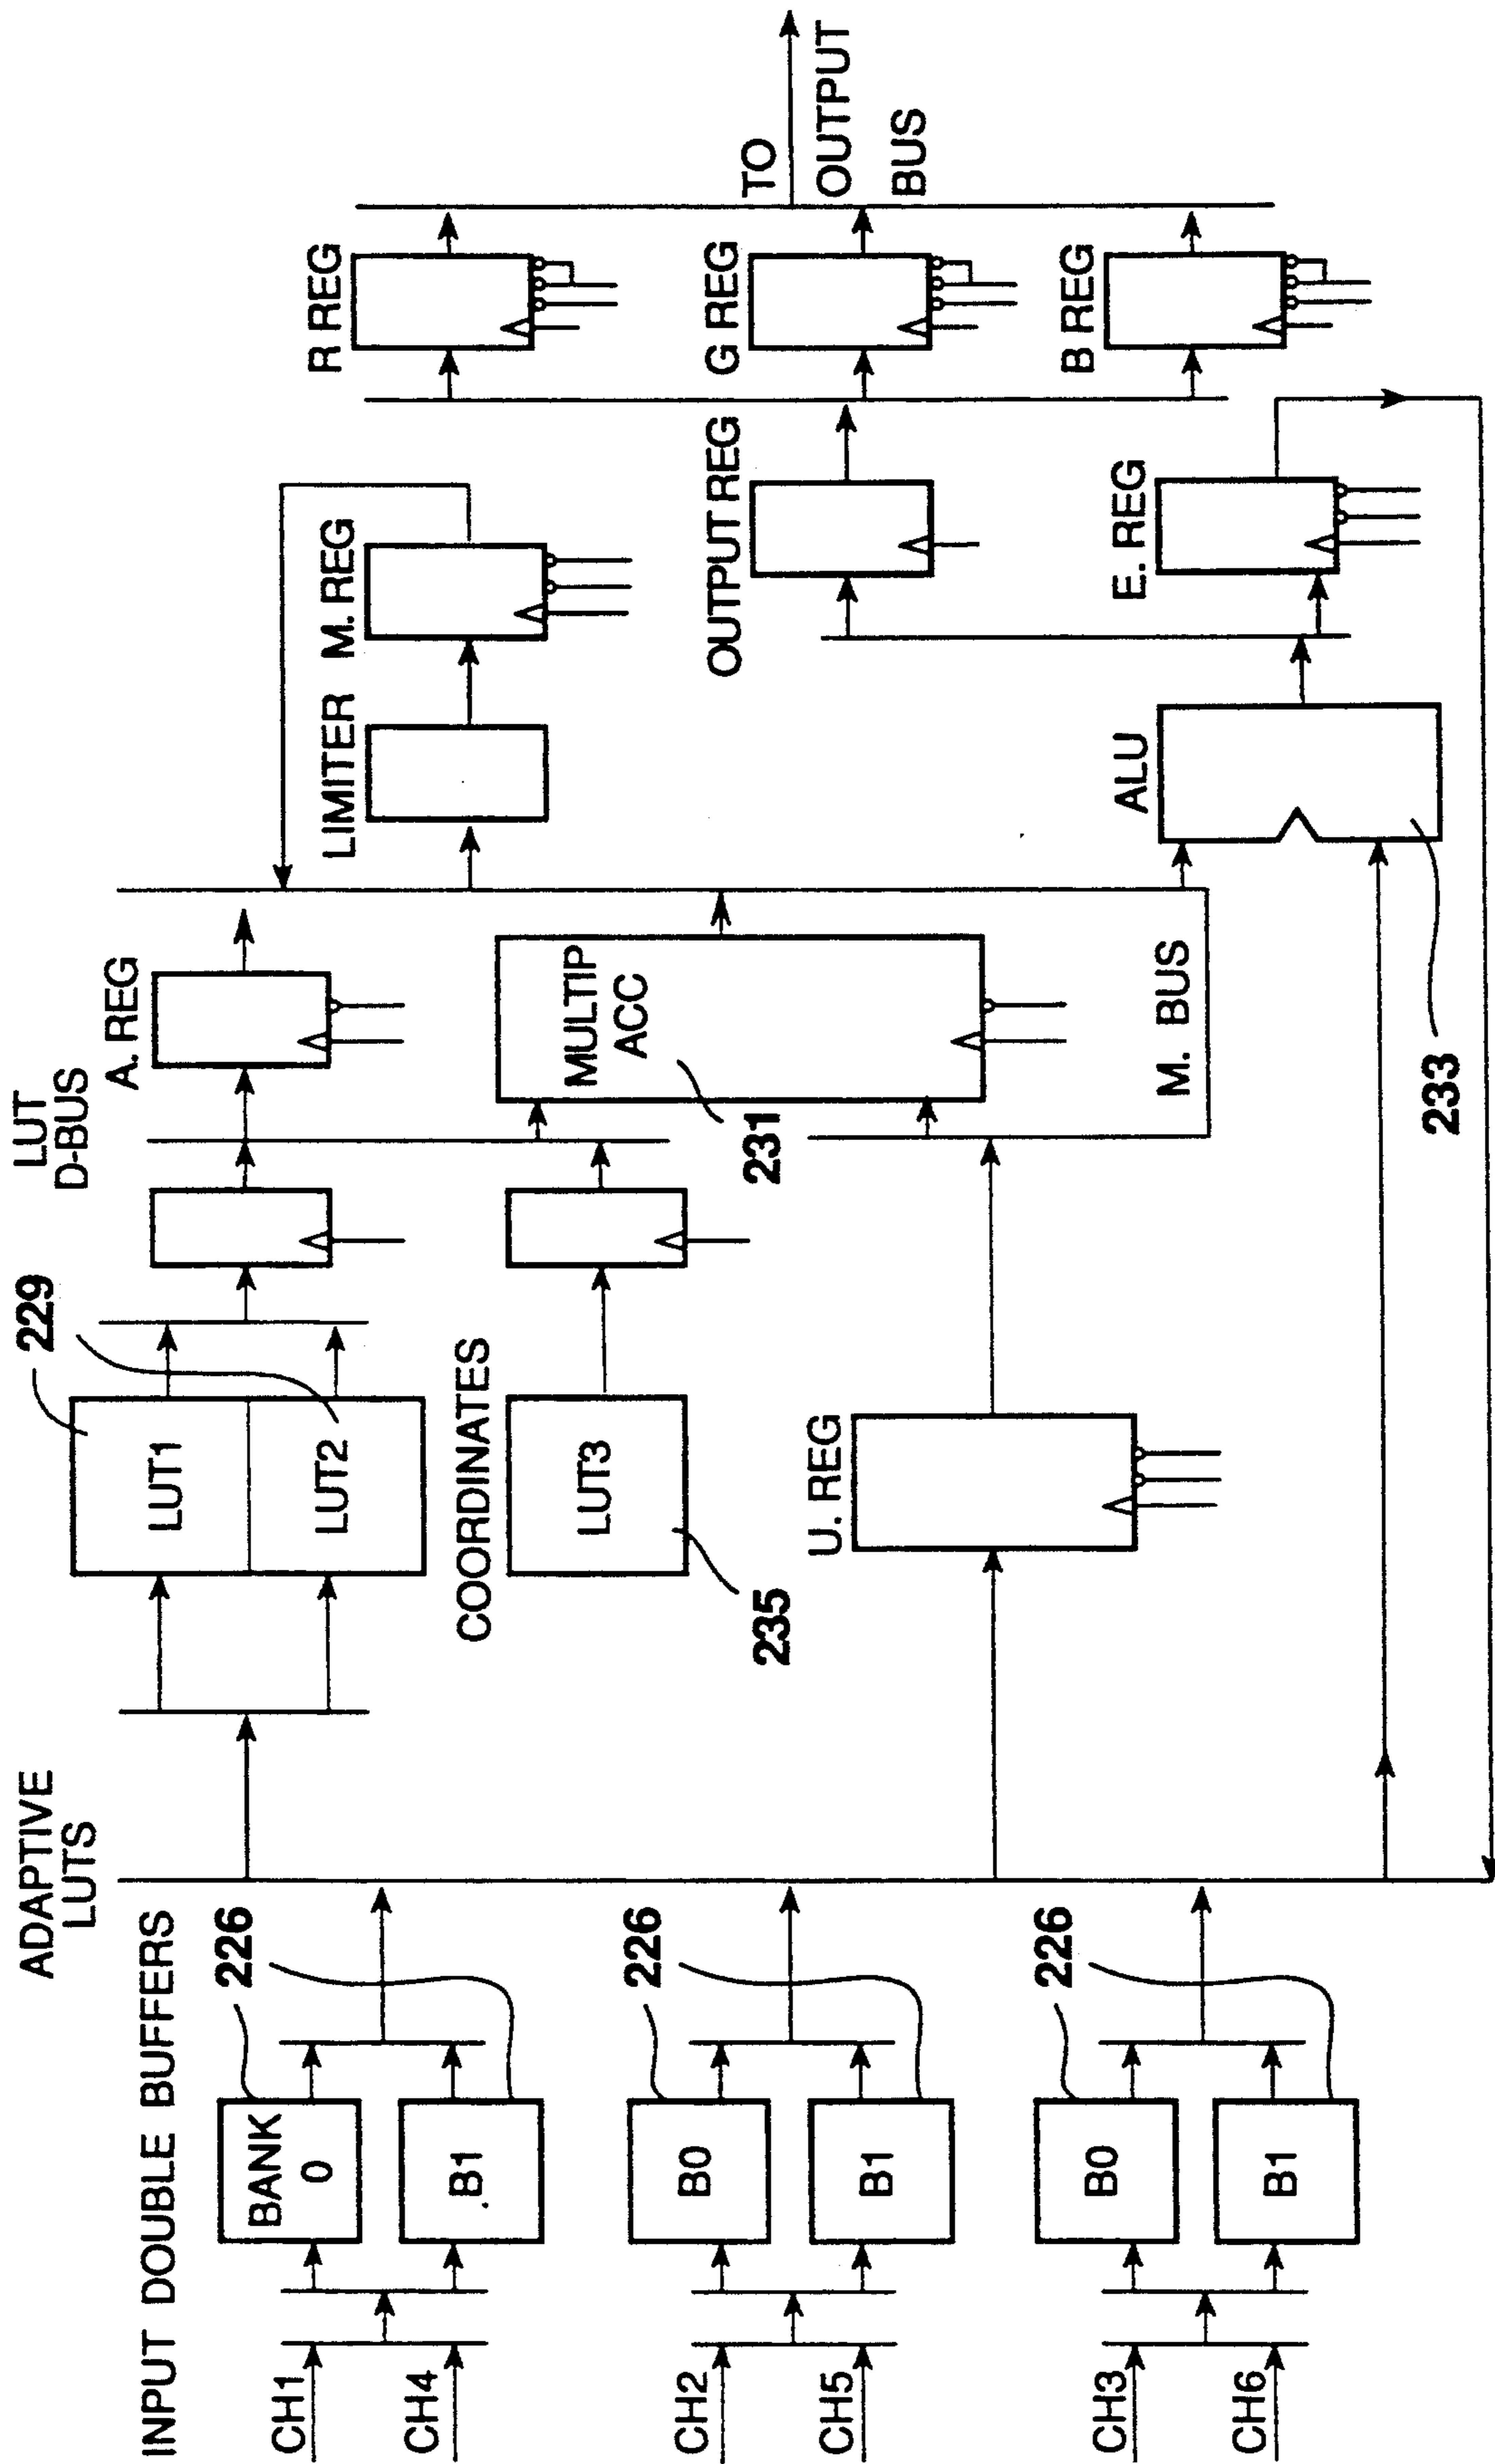 INPUT DOUBLE BUFFERS
ADAPTIVE
LUTS
LUT
D-BUS
CH1
CH4
BANK
0
B1
226
CH2
CH5
B0
B1
226
CH3
CH6
B0
B1
226
229
LUT1
LUT2
COORDINATES
LUT3
235
U. REG
A. REG
MULTIP
ACC
231
M. BUS
LIMITER
M. REG
ALU
233
OUTPUT REG
E. REG
R REG
G REG
B REG
TO
OUTPUT
BUS